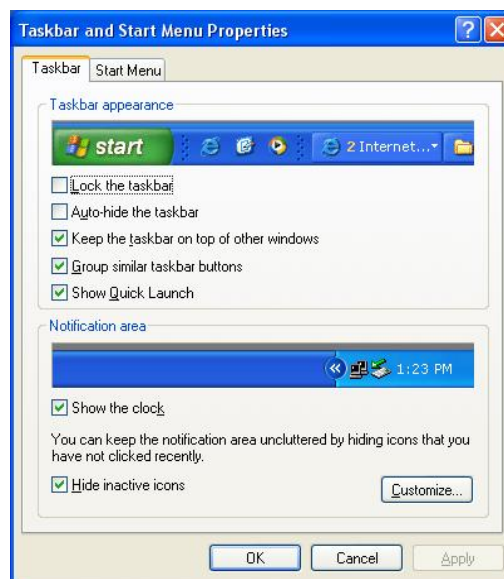 Taskbar and Start Menu Properties
Taskbar
Start Menu
Taskbar appearance
start
2 Internet...
Lock the taskbar
Auto-hide the taskbar
Keep the taskbar on top of other windows
Group similar taskbar buttons
Show Quick Launch
Notification area
1:23 PM
Show the clock
You can keep the notification area uncluttered by hiding icons that you
have not clicked recently.
Hide inactive icons
Customize...
OK
Cancel
Apply